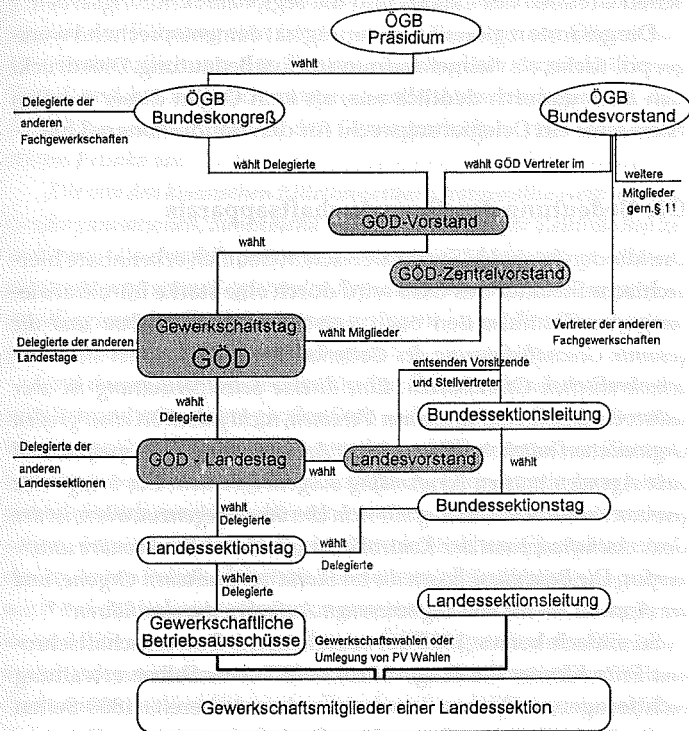 ÖGB
Präsidium
wählt
Delegierte der
anderen
Fachgewerkschaften
ÖGB
Bundeskongreß
ÖGB
Bundesvorstand
wählt Delegierte
wählt GÖD Vertreter im
weitere
Mitglieder
gem.§ 11
GÖD-Vorstand
wählt
GÖD-Zentralvorstand
Gewerkschaftstag
GÖD
wählt Mitglieder
Vertreter der anderen
Fachgewerkschaften
Delegierte der anderen
Landestage
entsenden Vorsitzende
und Stellvertreter
wählt
Delegierte
Bundessektionsleitung
Delegierte der
anderen
Landessektionen
GÖD - Landestag
wählt
Landesvorstand
wählt
wählt
Delegierte
Bundessektionstag
Landessektionstag
wählt
Delegierte
wählen
Delegierte
Landessektionsleitung
Gewerkschaftliche
Betriebsausschüsse
Gewerkschaftswahlen oder
Umlegung von PV Wahlen
Gewerkschaftsmitglieder einer Landessektion